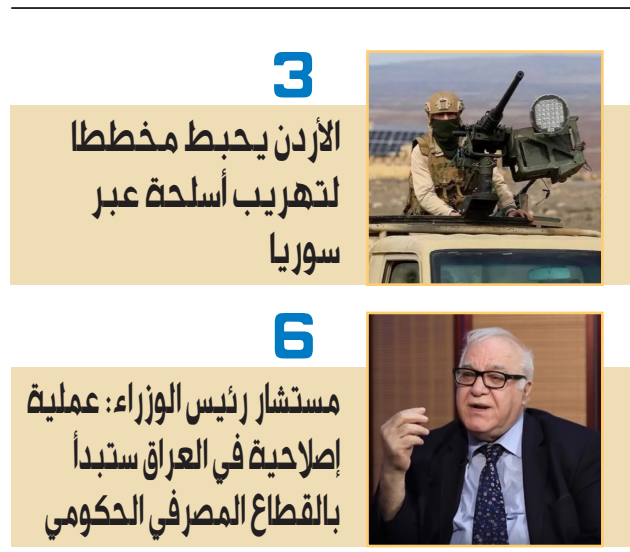 3
الأردن يحبط مخططا
لتهريب أسلحة عبر
سوريا
6
مستشار رئيس الوزراء: عملية
إصلاحية في العراق ستبدأ
بالقطاع المصرفي الحكومي